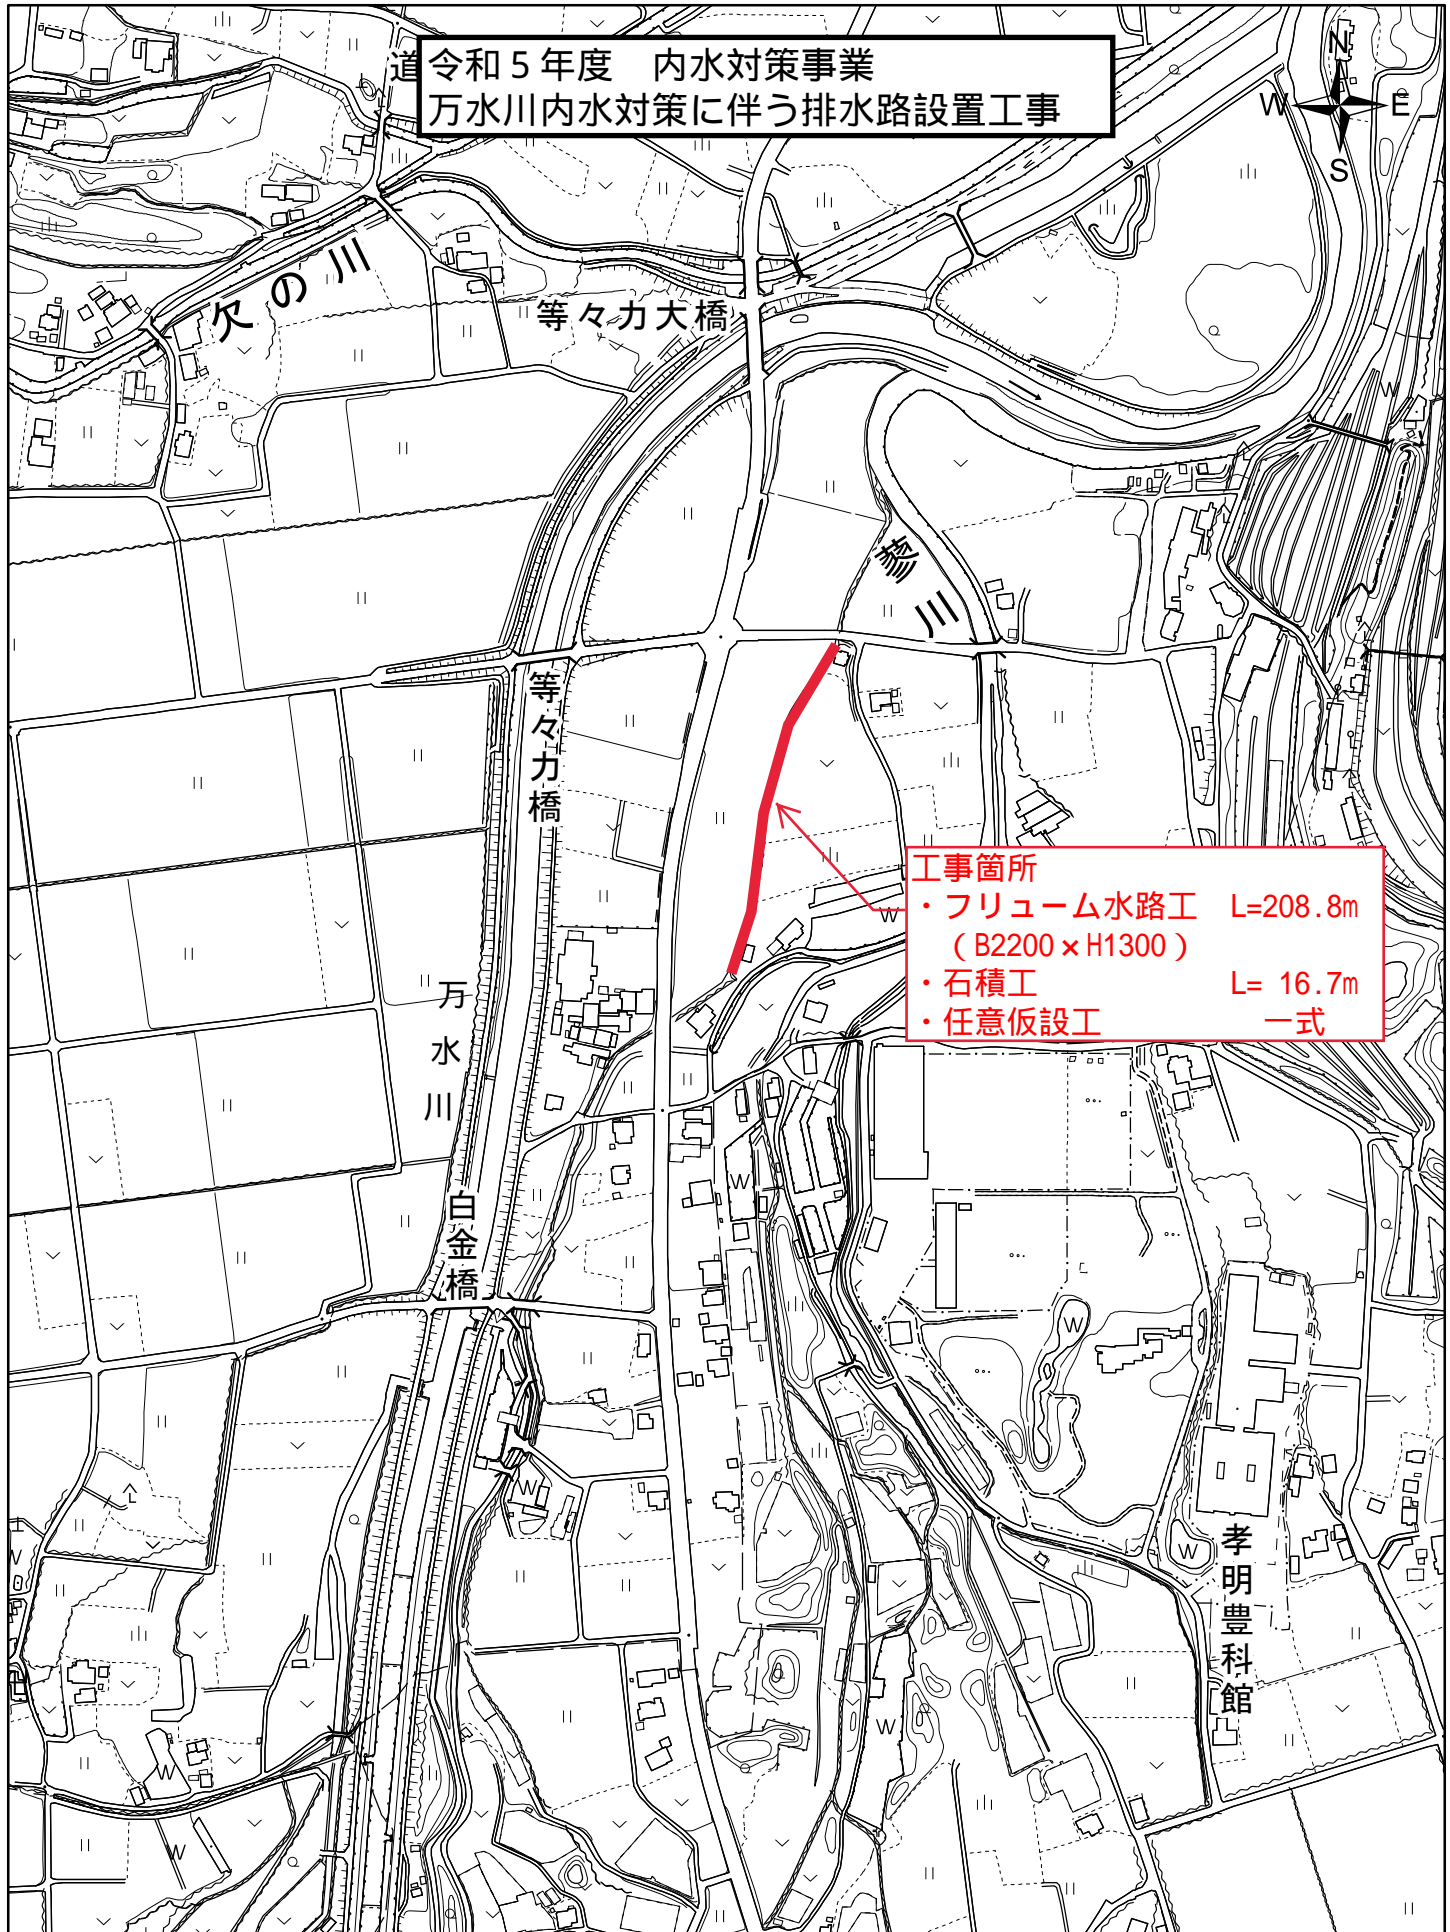 道
令和５年度　内水対策事業
万水川内水対策に伴う排水路設置工事
N
W E
S
欠の川
等々力大橋
蓼川
等々力橋
工事箇所
・フリューム水路工　L=208.8m
（B2200×H1300）
・石積工　L= 16.7m
・任意仮設工　一式
万水川
白金橋
孝明豊科館